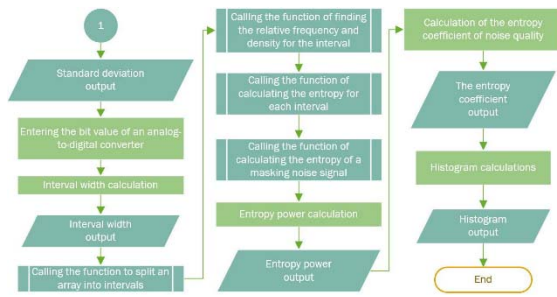 1
Standard deviation
output
Entering the bit value of an analog-
to-digital converter
Interval width calculation
Interval width
output
Calling the function to split an
array into intervals
Calling the function of finding
the relative frequency and
density for the interval
Calling the function of
calculating the entropy for
each interval
Calling the function of
calculating the entropy of a
masking noise signal
Entropy power calculation
Entropy power
output
Calculation of the entropy
coefficient of noise quality
The entropy
coefficient
output
Histogram calculations
Histogram
output
End